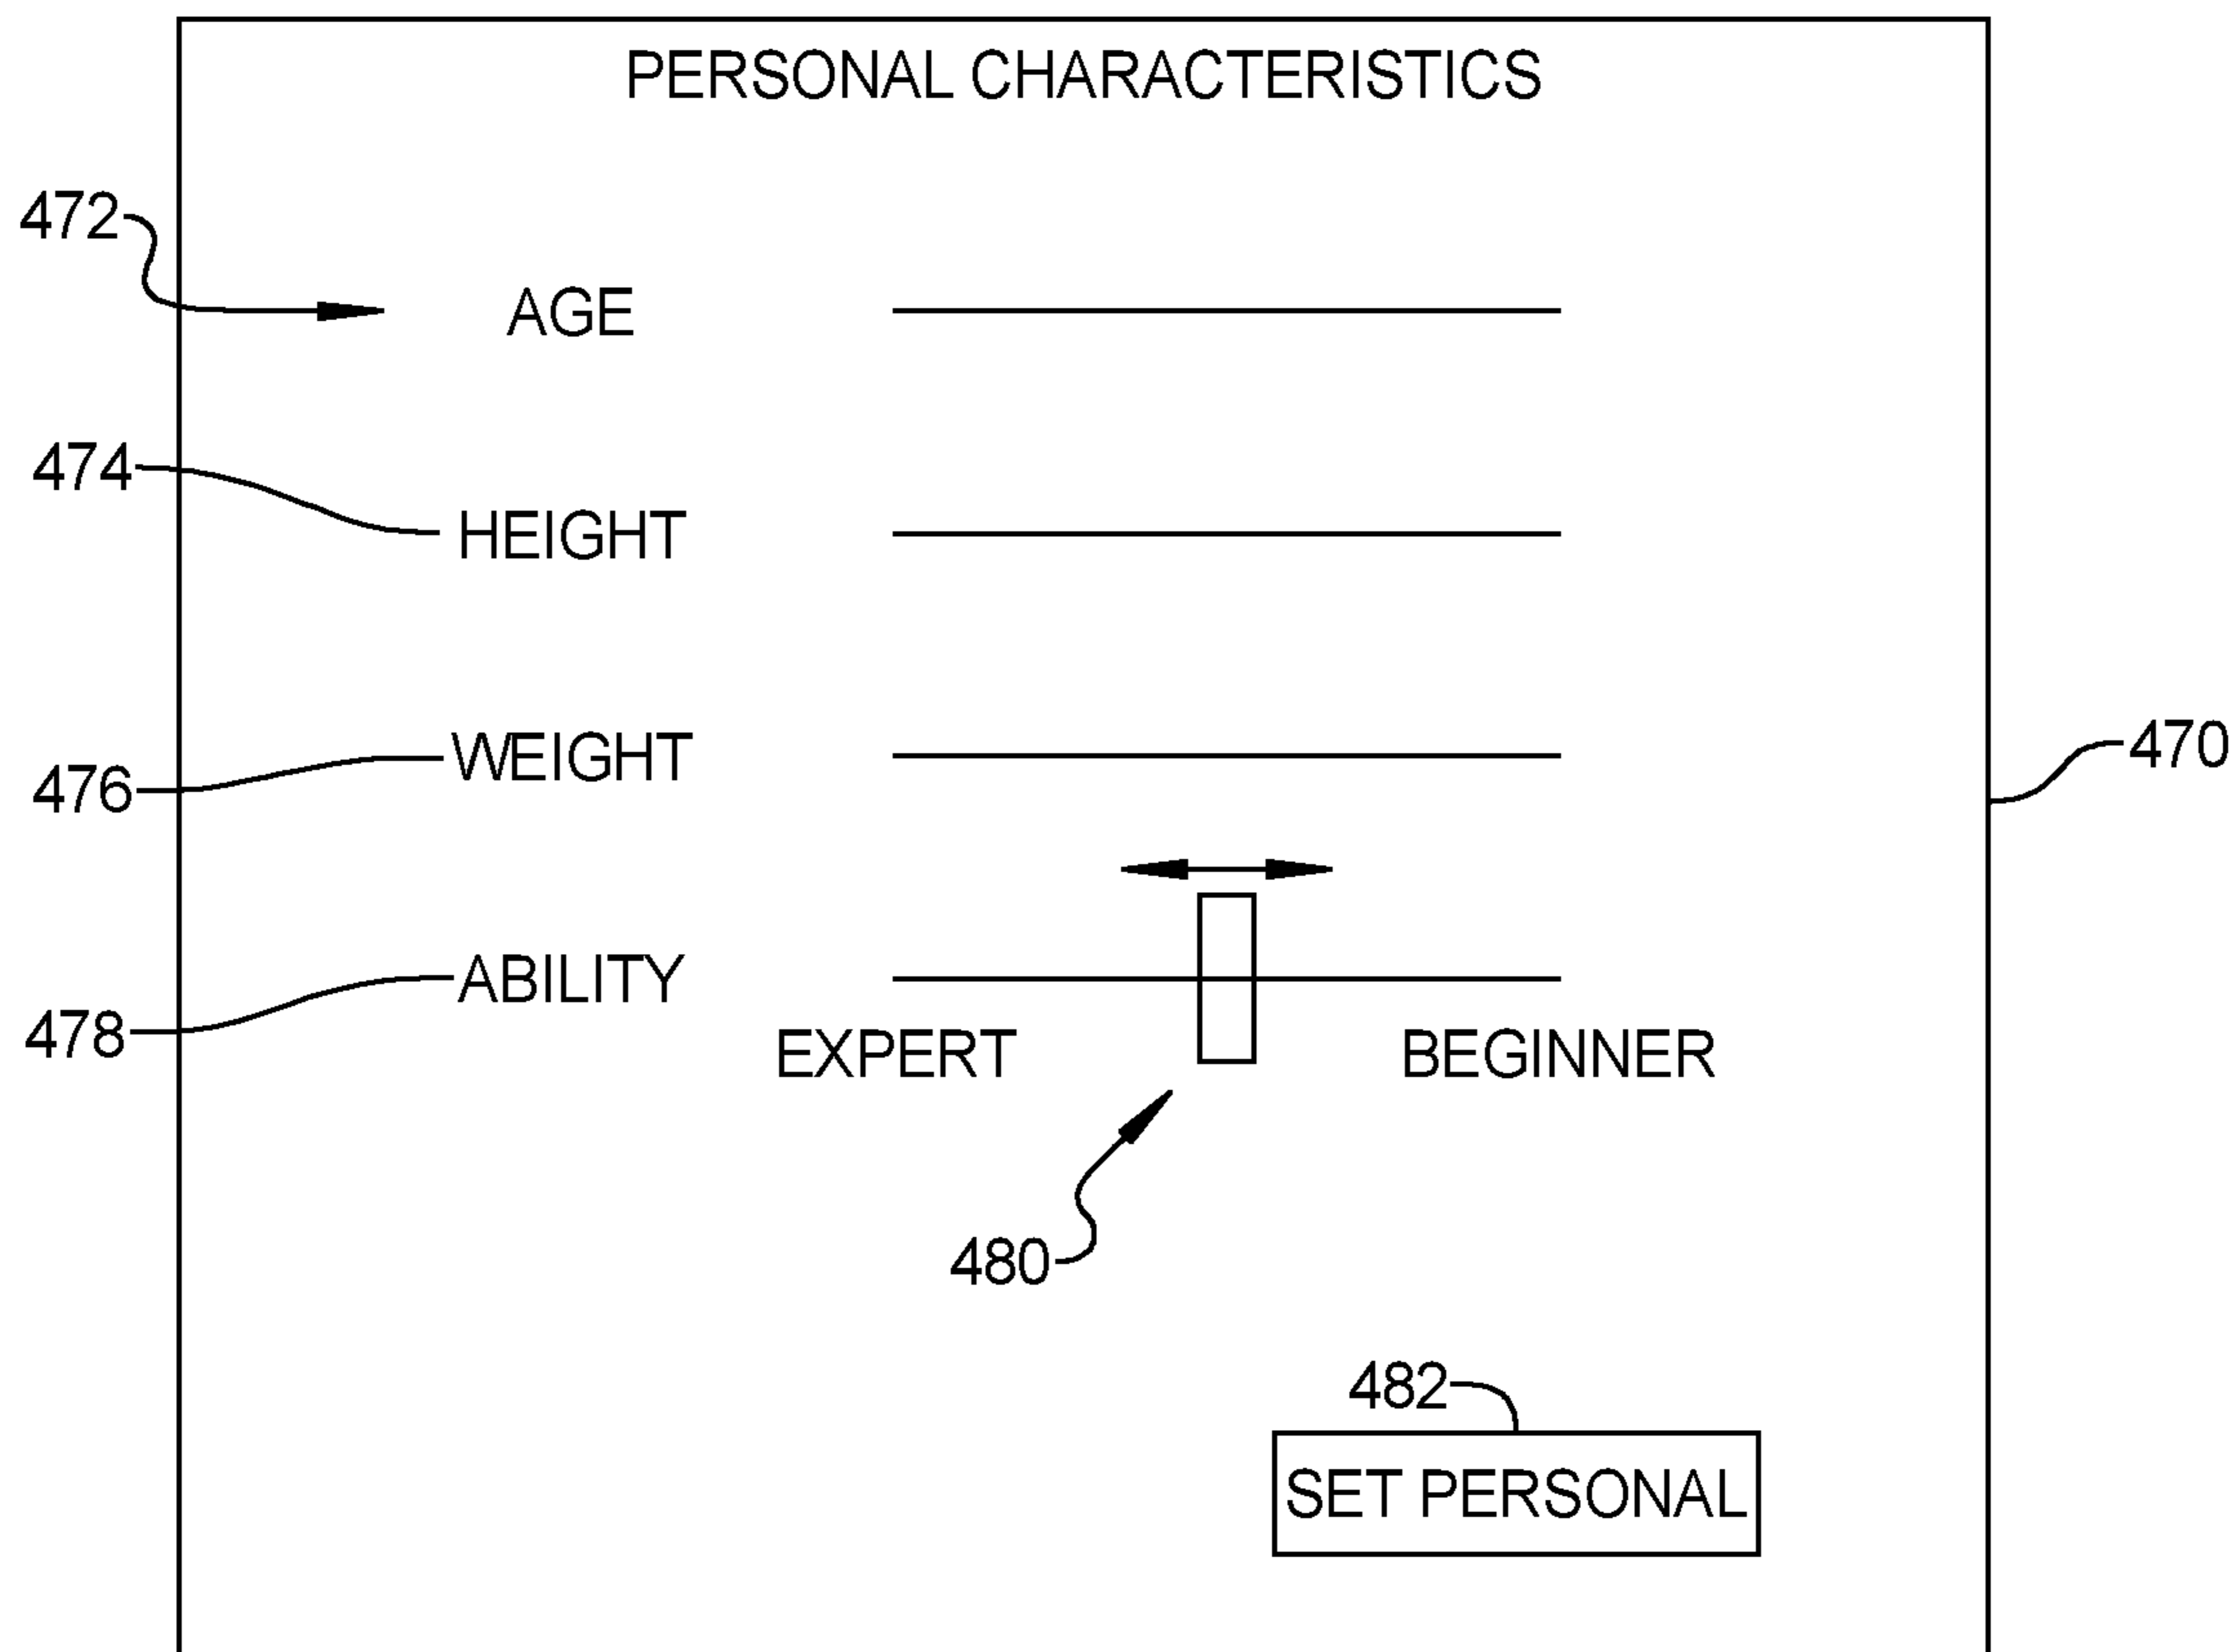 PERSONAL CHARACTERISTICS
472
AGE
474
HEIGHT
476
WEIGHT
470
478
ABILITY
EXPERT
BEGINNER
480
482
SET PERSONAL